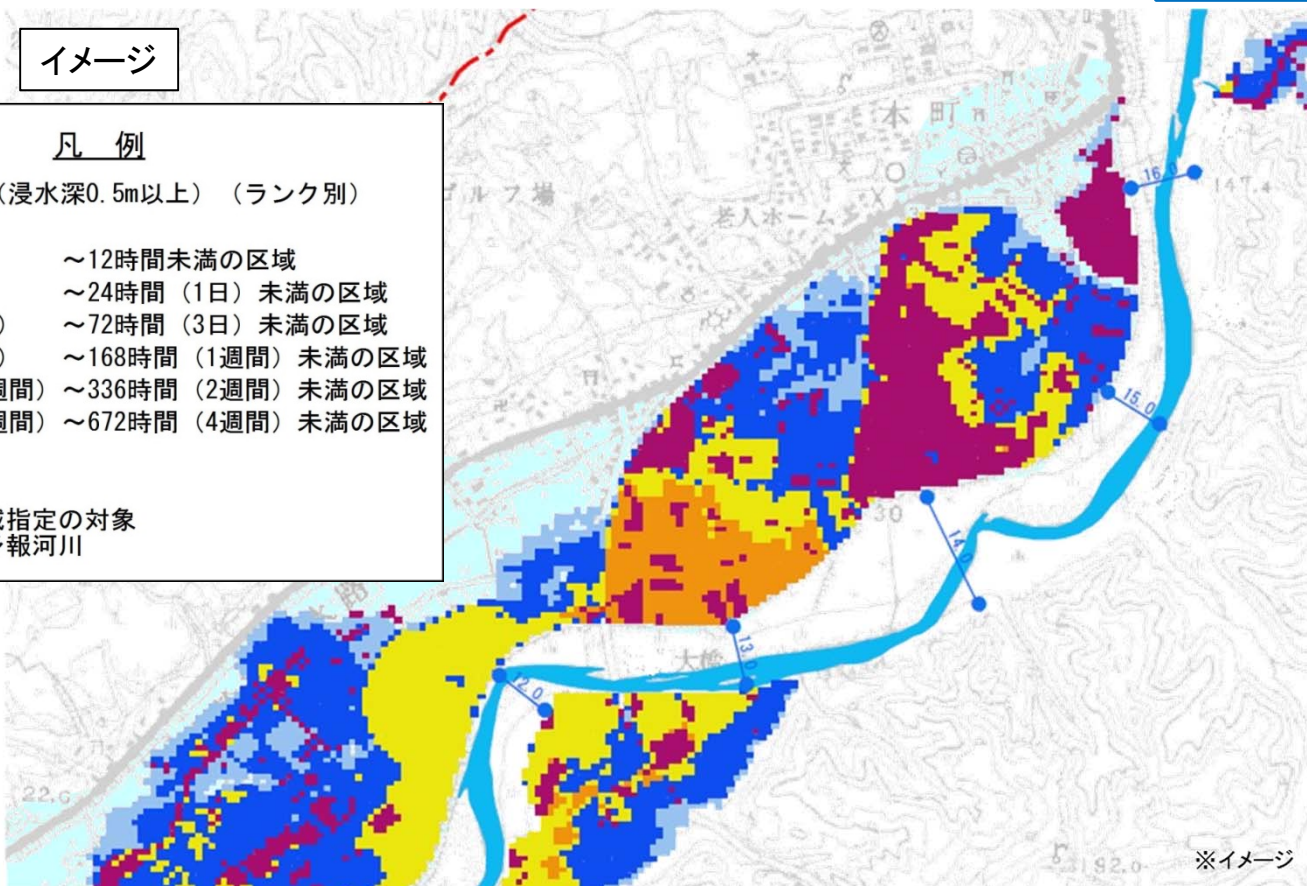 イメージ
凡 例
（浸水深0.5m以上）（ランク別）
～12時間未満の区域
～24時間（1日）未満の区域
） ～72時間（3日）未満の区域
） ～168時間（1週間）未満の区域
週間）～336時間（2週間）未満の区域
週間）～672時間（4週間）未満の区域
指定の対象
報河川
本町
ルフ場
老人ホーム
16.0
147.4
15.0
30
14.0
13.0
大橋
12.0
路
22.6
192.0
※イメージ